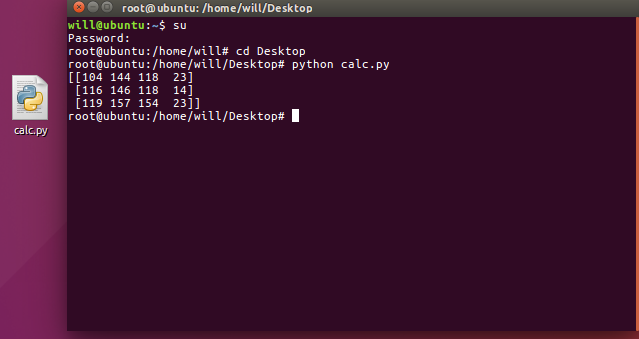 root@ubuntu: /home/will/Desktop
will@ubuntu:~$ su
Password:
root@ubuntu:/home/will# cd Desktop
root@ubuntu:/home/will/Desktop# python calc.py
[[104 144 118  23]
 [116 146 118  14]
 [119 157 154  23]]
root@ubuntu:/home/will/Desktop#
calc.py